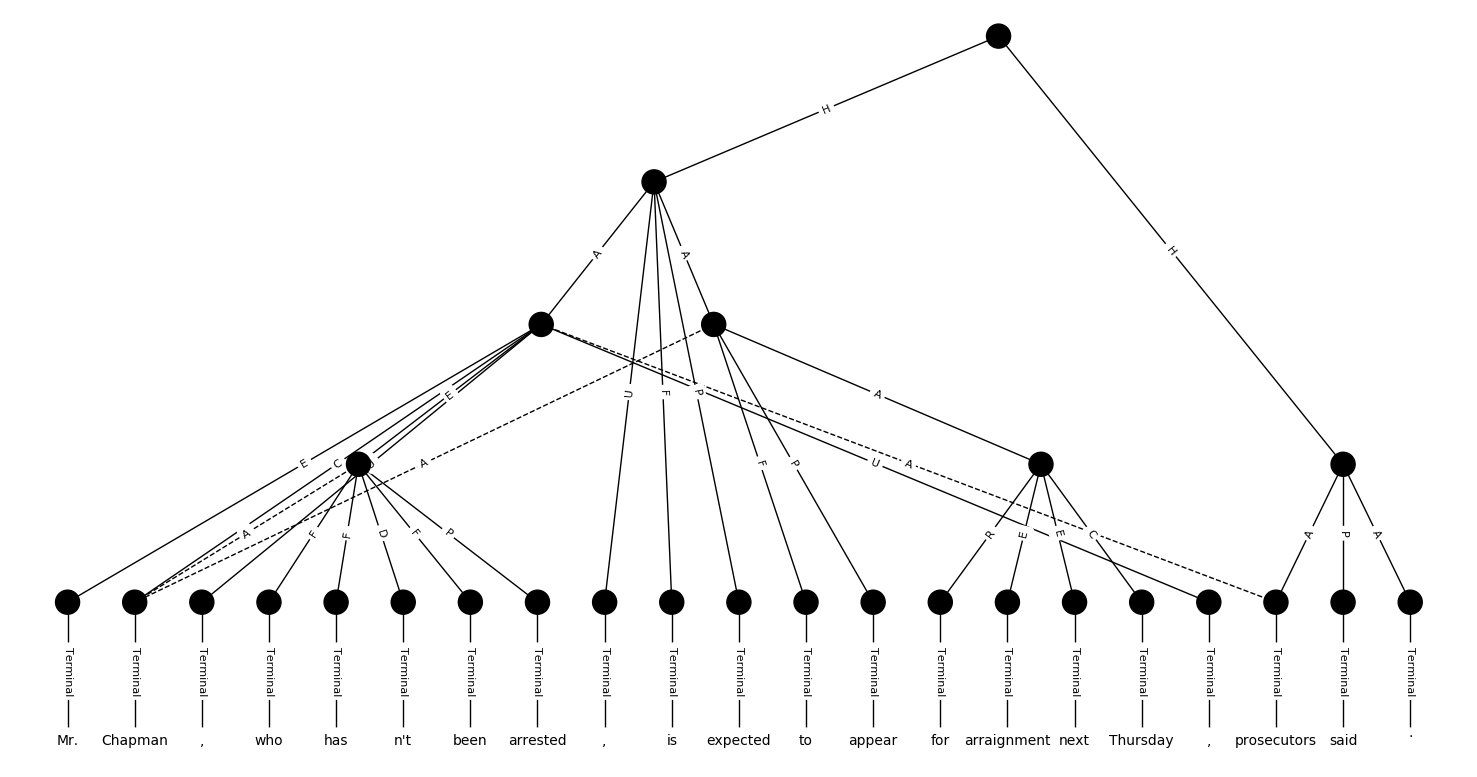 H
H
A A
E U F P A
E C U A F P A
A F F D F P R E E C A P A
Terminal Terminal Terminal Terminal Terminal Terminal Terminal Terminal Terminal Terminal Terminal Terminal Terminal Terminal Terminal Terminal Terminal Terminal Terminal Terminal Terminal
Mr. Chapman , who has n't been arrested , is expected to appear for arraignment next Thursday , prosecutors said .